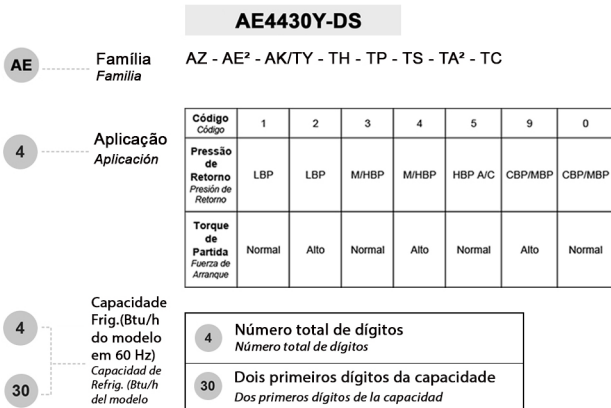 AE4430Y-DS
AE
Família
Familia
AZ - AE² - AK/TY - TH - TP - TS - TA² - TC
4
Aplicação
Aplicación
Código
Código
1 2 3 4 5 9 0
Pressão
de
Retorno
Presión de
Retorno
LBP LBP M/HBP M/HBP HBP A/C CBP/MBP CBP/MBP
Torque
de
Partida
Fuerza de
Arranque
Normal Alto Normal Alto Normal Alto Normal
4
30
Capacidade
Frig.(Btu/h
do modelo
em 60 Hz)
Capacidad de
Refrig. (Btu/h
del modelo
4 Número total de dígitos
Número total de dígitos
30 Dois primeiros dígitos da capacidade
Dos primeros dígitos de la capacidad